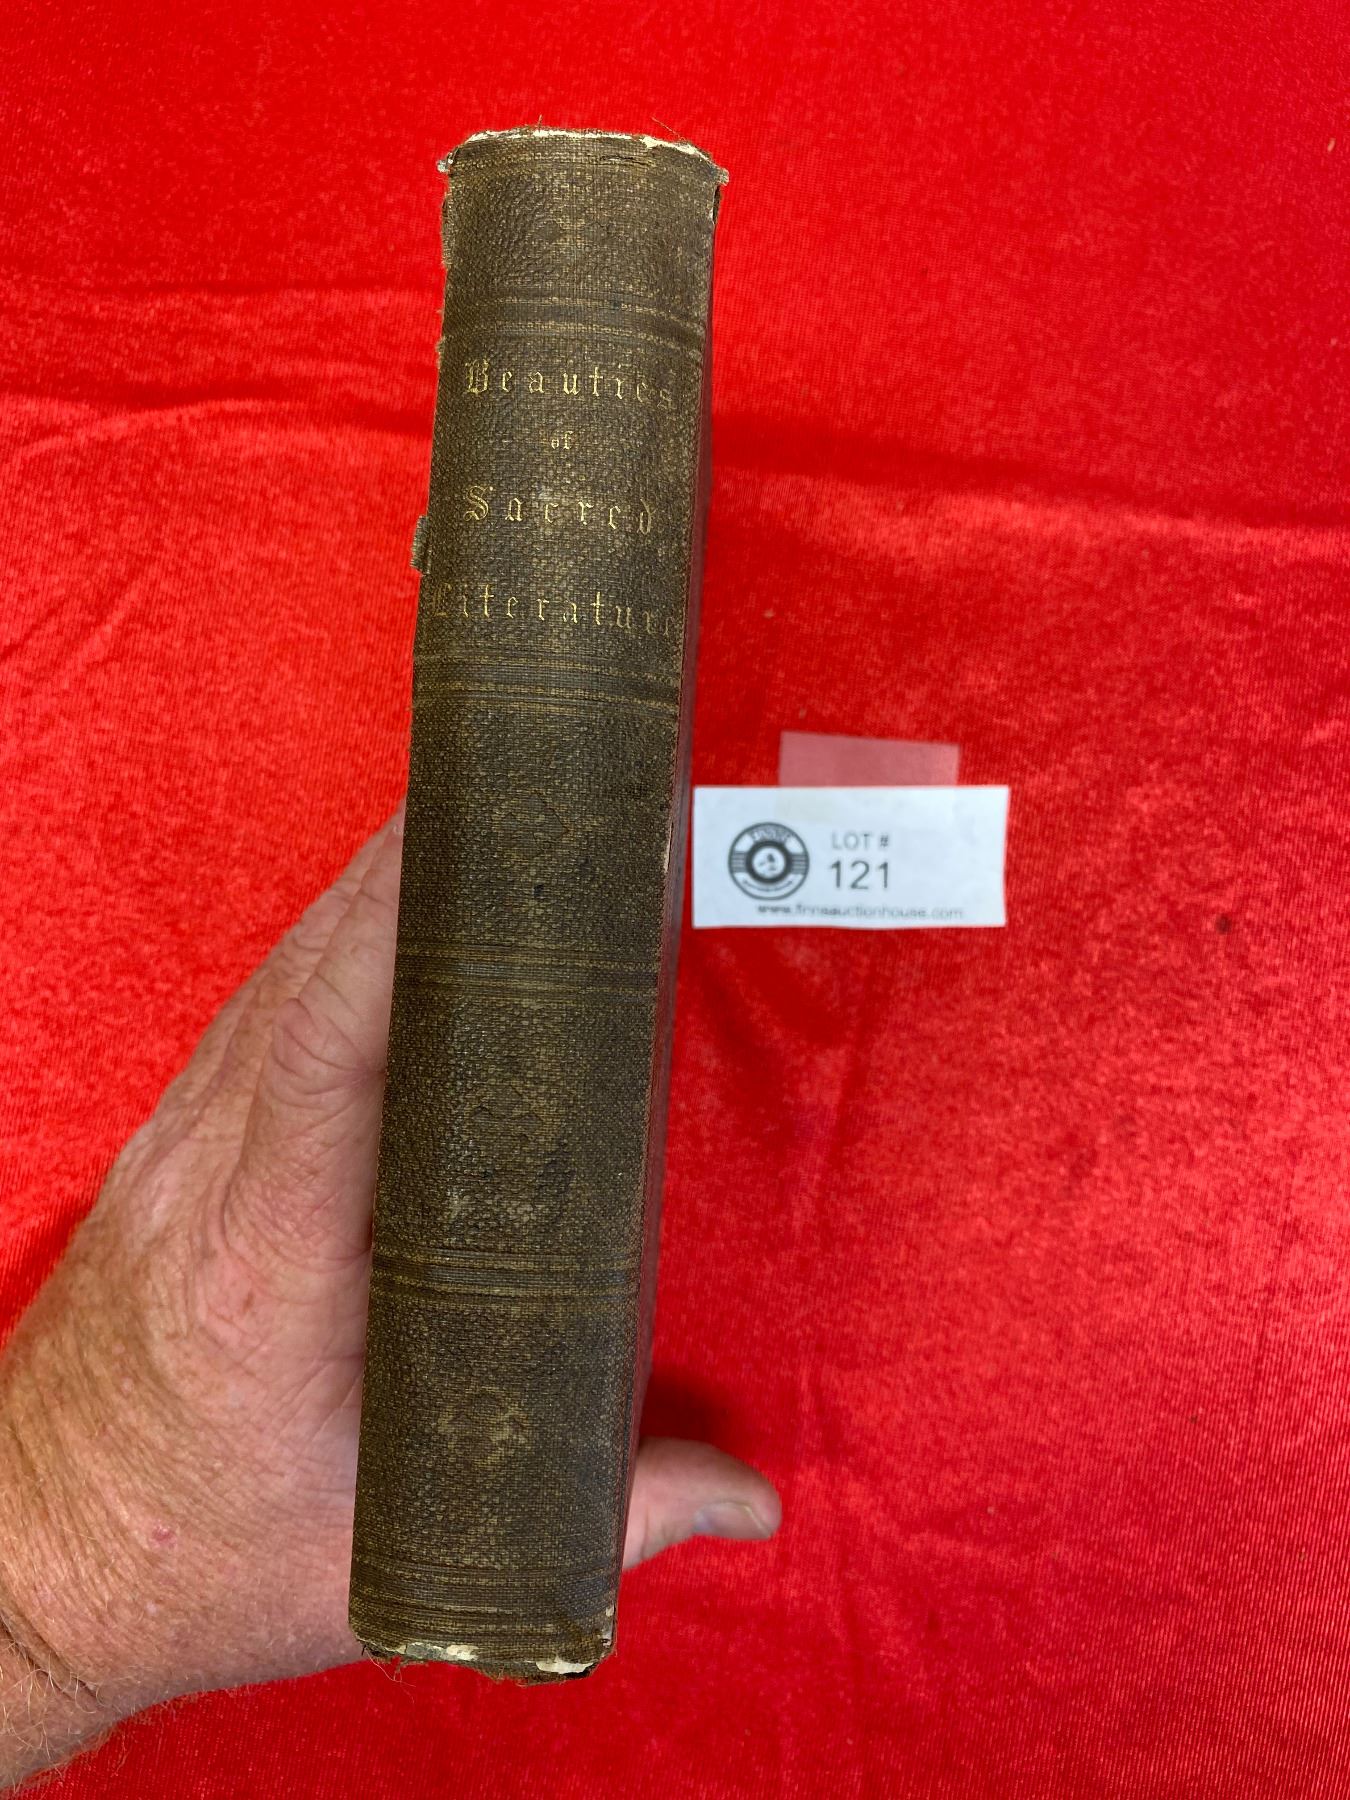 Beauties
of
Sacred
Literature
LOT #
121
www.finnsauctionhouse.com